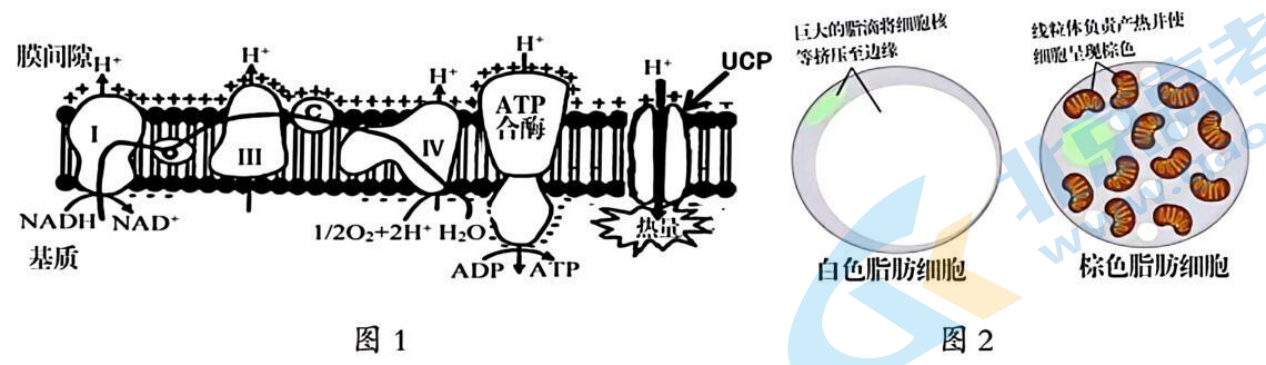 膜间隙
H⁺
H⁺
H⁺
H⁺
H⁺
UCP
I
Q
III
C
IV
ATP
合酶
NADH
NAD⁺
1/2O₂+2H⁺
H₂O
热量
基质
ADP
ATP
图 1
巨大的脂滴将细胞核
等挤压至边缘
线粒体负责产热并使
细胞呈现棕色
白色脂肪细胞
棕色脂肪细胞
图 2